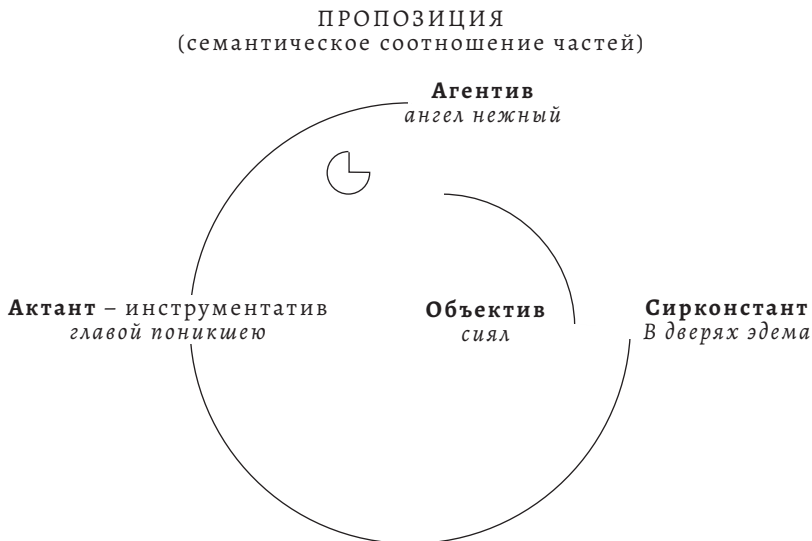 ПРОПОЗИЦИЯ
(семантическое соотношение частей)
Агентив
ангел нежный
Актант – инструментатив
главой поникшею
Объектив
сиял
Сирконстант
В дверях эдема